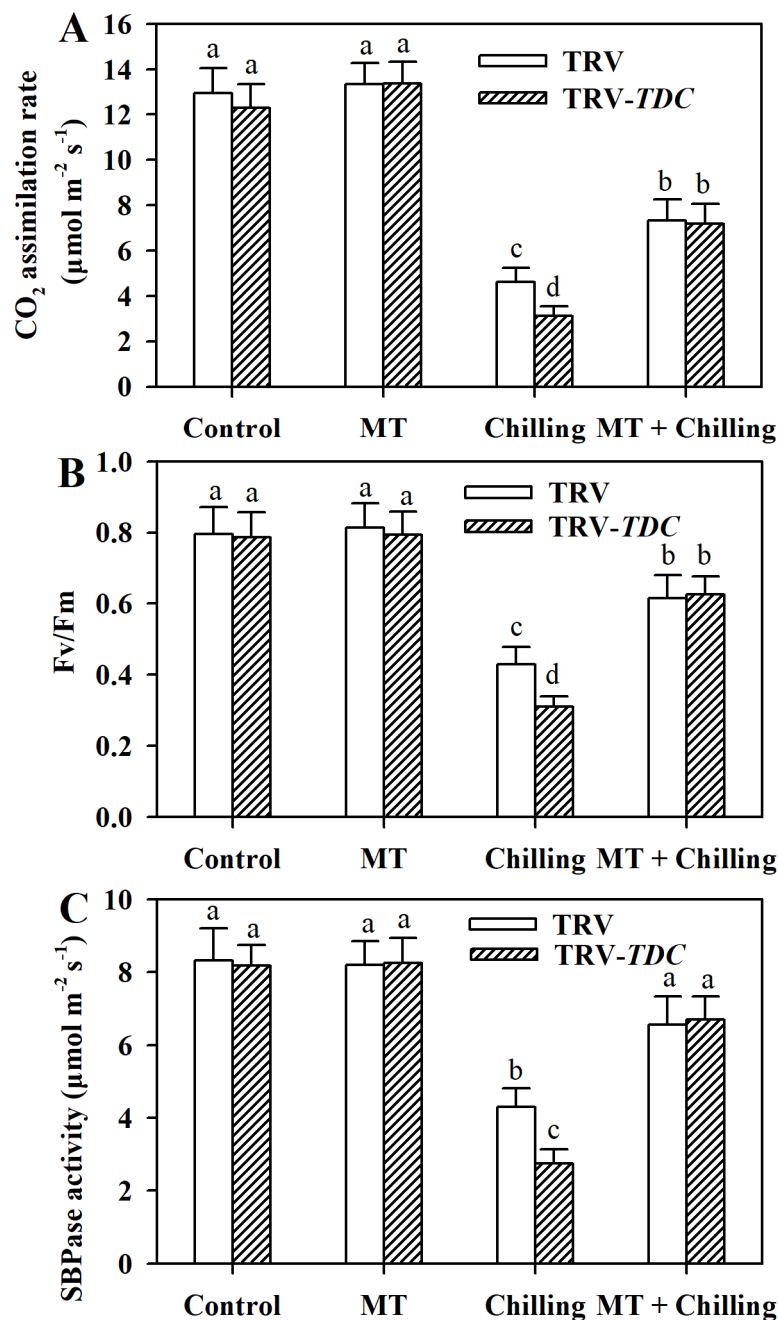 A
16
14
12
10
8
6
4
2
0
CO₂ assimilation rate
(µmol m⁻² s⁻¹)
a a a a c d b b
TRV
TRV-TDC
Control MT Chilling MT + Chilling
B
1.0
0.8
0.6
0.4
0.2
0.0
Fv/Fm
a a a a c d b b
TRV
TRV-TDC
Control MT Chilling MT + Chilling
C
10
8
6
4
2
0
SBPase activity (µmol m⁻² s⁻¹)
a a a a b c a a
TRV
TRV-TDC
Control MT Chilling MT + Chilling